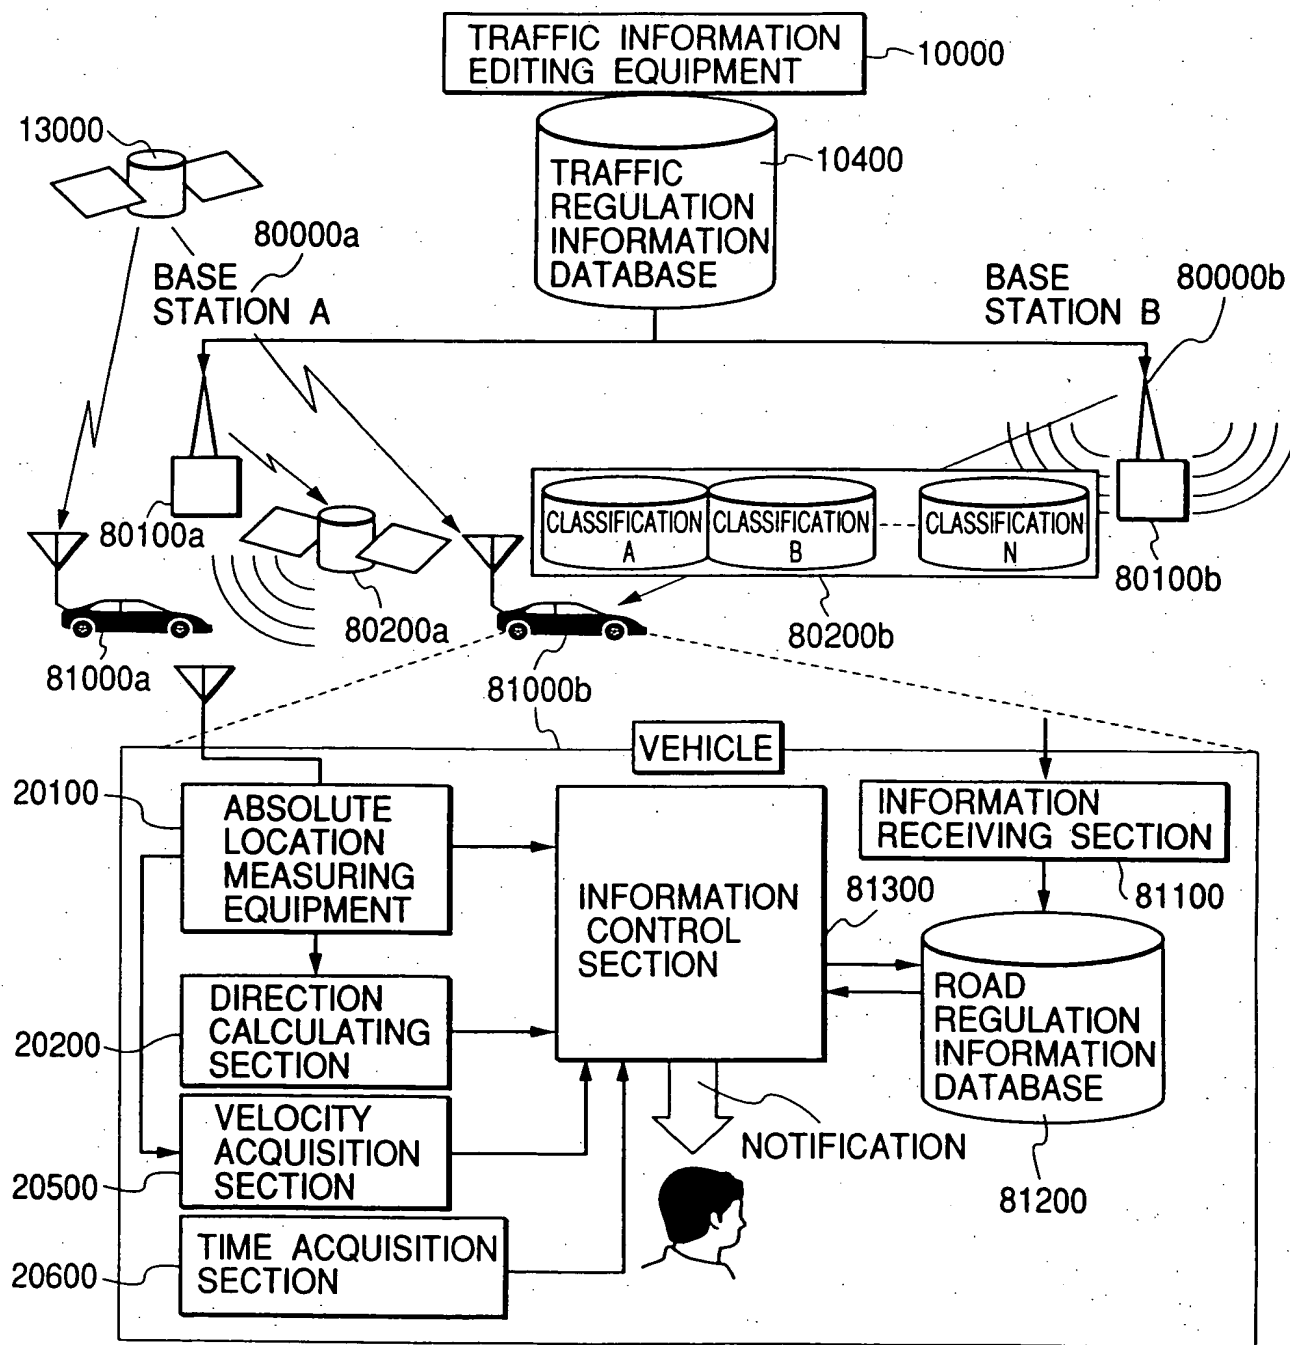 TRAFFIC INFORMATION
EDITING EQUIPMENT
10000
13000
10400
TRAFFIC
REGULATION
INFORMATION
DATABASE
80000a
BASE
STATION A
BASE
STATION B
80000b
CLASSIFICATION
A
CLASSIFICATION
B
CLASSIFICATION
N
80100a
80100b
80200a
80200b
81000a
81000b
VEHICLE
20100
ABSOLUTE
LOCATION
MEASURING
EQUIPMENT
INFORMATION
RECEIVING SECTION
81100
INFORMATION
CONTROL
SECTION
81300
20200
DIRECTION
CALCULATING
SECTION
ROAD
REGULATION
INFORMATION
DATABASE
81200
20500
VELOCITY
ACQUISITION
SECTION
NOTIFICATION
20600
TIME ACQUISITION
SECTION